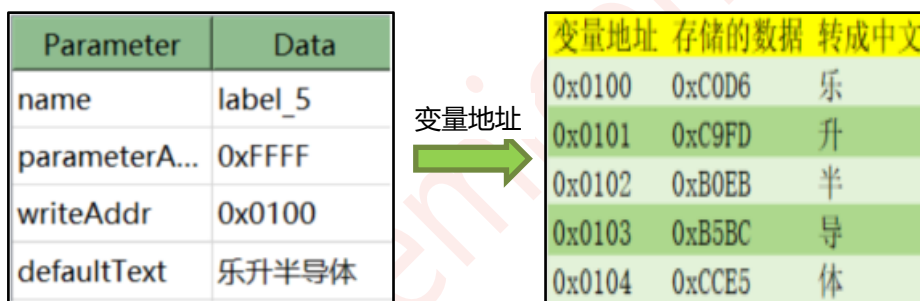 Parameter Data
name label_5
parameterA... 0xFFFF
writeAddr 0x0100
defaultText 乐升半导体
变量地址
变量地址 存储的数据 转成中文
0x0100 0xC0D6 乐
0x0101 0xC9FD 升
0x0102 0xB0EB 半
0x0103 0xB5BC 导
0x0104 0xCCE5 体